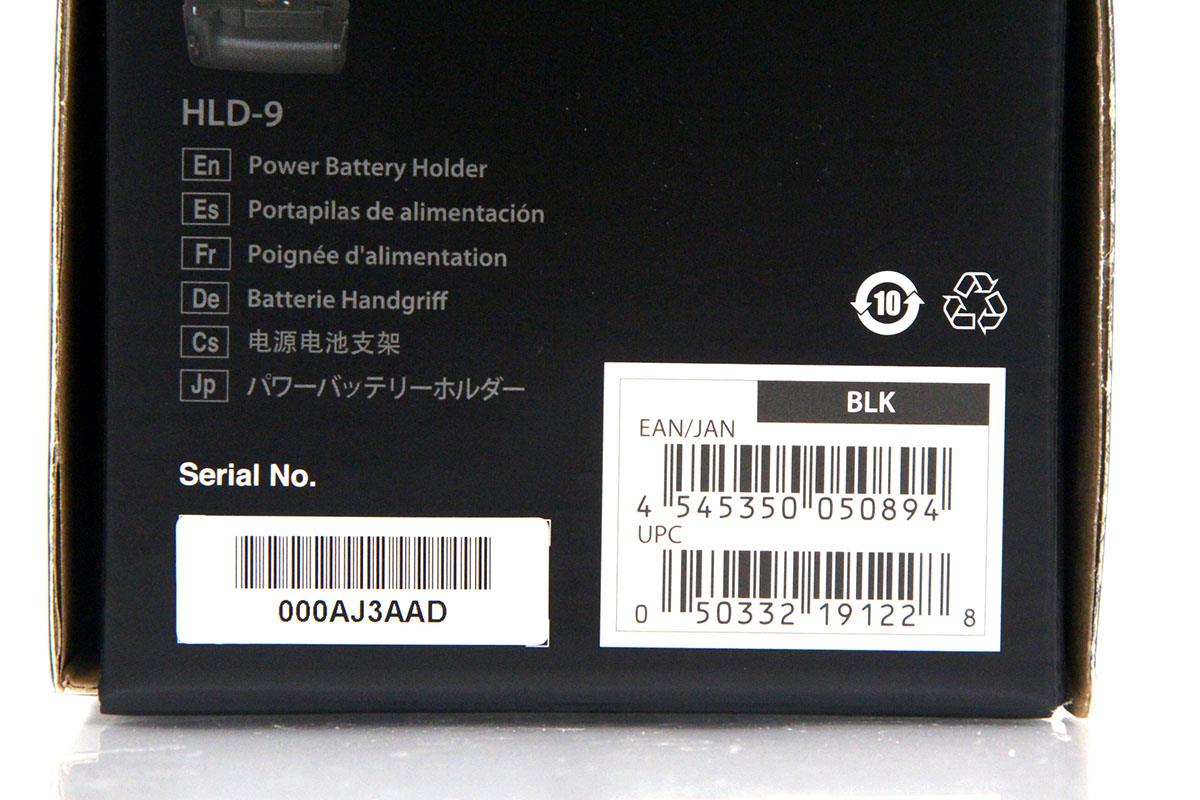 HLD-9
En Power Battery Holder
Es Portapilas de alimentación
Fr Poignée d'alimentation
De Batterie Handgriff
Cs 电源电池支架
Jp パワーバッテリーホルダー
10
Serial No.
000AJ3AAD
BLK
EAN/JAN
4 545350 050894
UPC
0 50332 19122 8